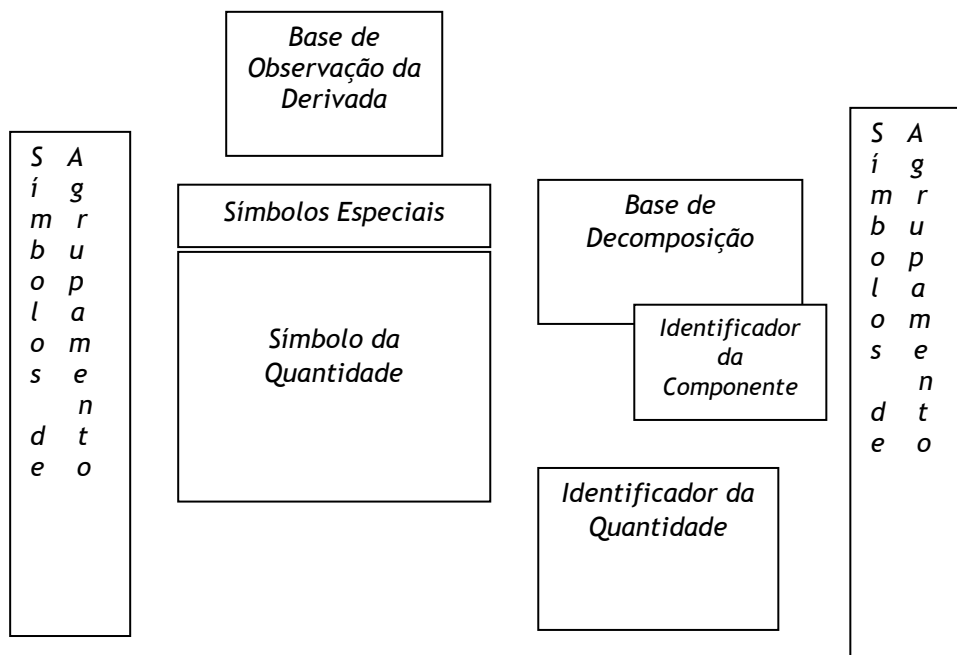 Base de
Observação da
Derivada
Símbolos de
Agrupamento
Símbolos Especiais
Símbolo da
Quantidade
Base de
Decomposição
Identificador
da
Componente
Identificador da
Quantidade
Símbolos de
Agrupamento